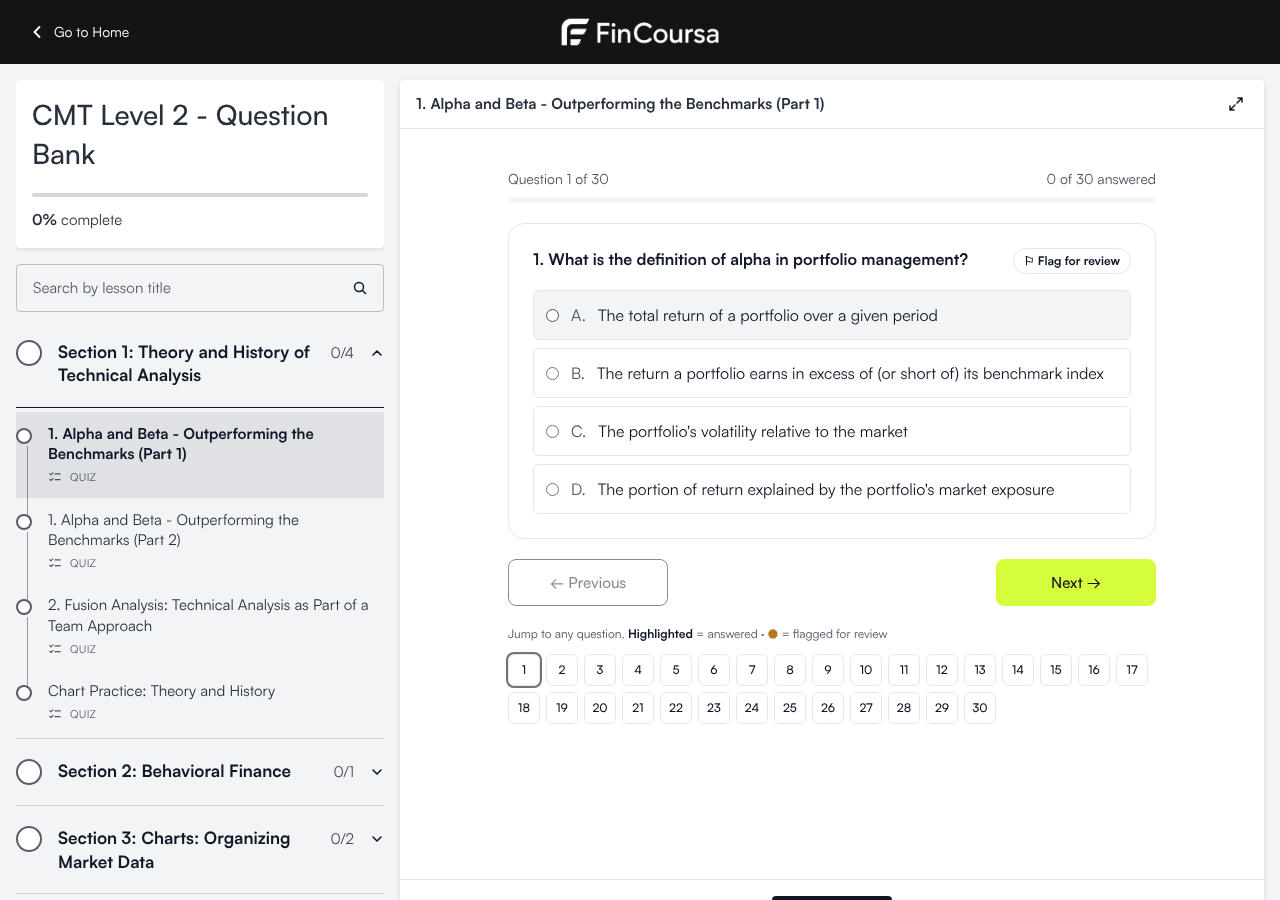 Go to Home
FinCoursa
CMT Level 2 - Question
Bank
0% complete
Search by lesson title
Section 1: Theory and History of
Technical Analysis
0/4
1. Alpha and Beta - Outperforming the
Benchmarks (Part 1)
QUIZ
1. Alpha and Beta - Outperforming the
Benchmarks (Part 2)
QUIZ
2. Fusion Analysis: Technical Analysis as Part of a
Team Approach
QUIZ
Chart Practice: Theory and History
QUIZ
Section 2: Behavioral Finance
0/1
Section 3: Charts: Organizing
Market Data
0/2
1. Alpha and Beta - Outperforming the Benchmarks (Part 1)
Question 1 of 30
0 of 30 answered
1. What is the definition of alpha in portfolio management?
⚐ Flag for review
A. The total return of a portfolio over a given period
B. The return a portfolio earns in excess of (or short of) its benchmark index
C. The portfolio's volatility relative to the market
D. The portion of return explained by the portfolio's market exposure
← Previous
Next →
Jump to any question. Highlighted = answered · ● = flagged for review
1 2 3 4 5 6 7 8 9 10 11 12 13 14 15 16 17
18 19 20 21 22 23 24 25 26 27 28 29 30